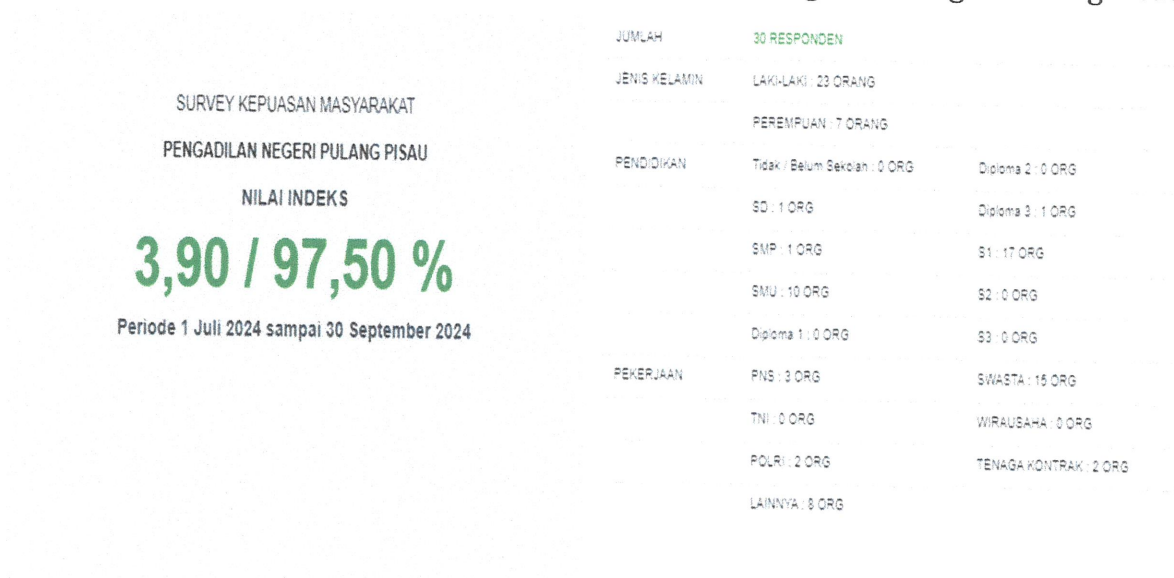 SURVEY KEPUASAN MASYARAKAT
PENGADILAN NEGERI PULANG PISAU
NILAI INDEKS
3,90 / 97,50 %
Periode 1 Juli 2024 sampai 30 September 2024
JUMLAH 30 RESPONDEN
JENIS KELAMIN LAKI-LAKI : 23 ORANG
PEREMPUAN : 7 ORANG
PENDIDIKAN Tidak / Belum Sekolah : 0 ORG Diploma 2 : 0 ORG
SD : 1 ORG Diploma 3 : 1 ORG
SMP : 1 ORG S1 : 17 ORG
SMU : 10 ORG S2 : 0 ORG
Diploma 1 : 0 ORG S3 : 0 ORG
PEKERJAAN PNS : 3 ORG SWASTA : 15 ORG
TNI : 0 ORG WIRAUSAHA : 0 ORG
POLRI : 2 ORG TENAGA KONTRAK : 2 ORG
LAINNYA : 8 ORG